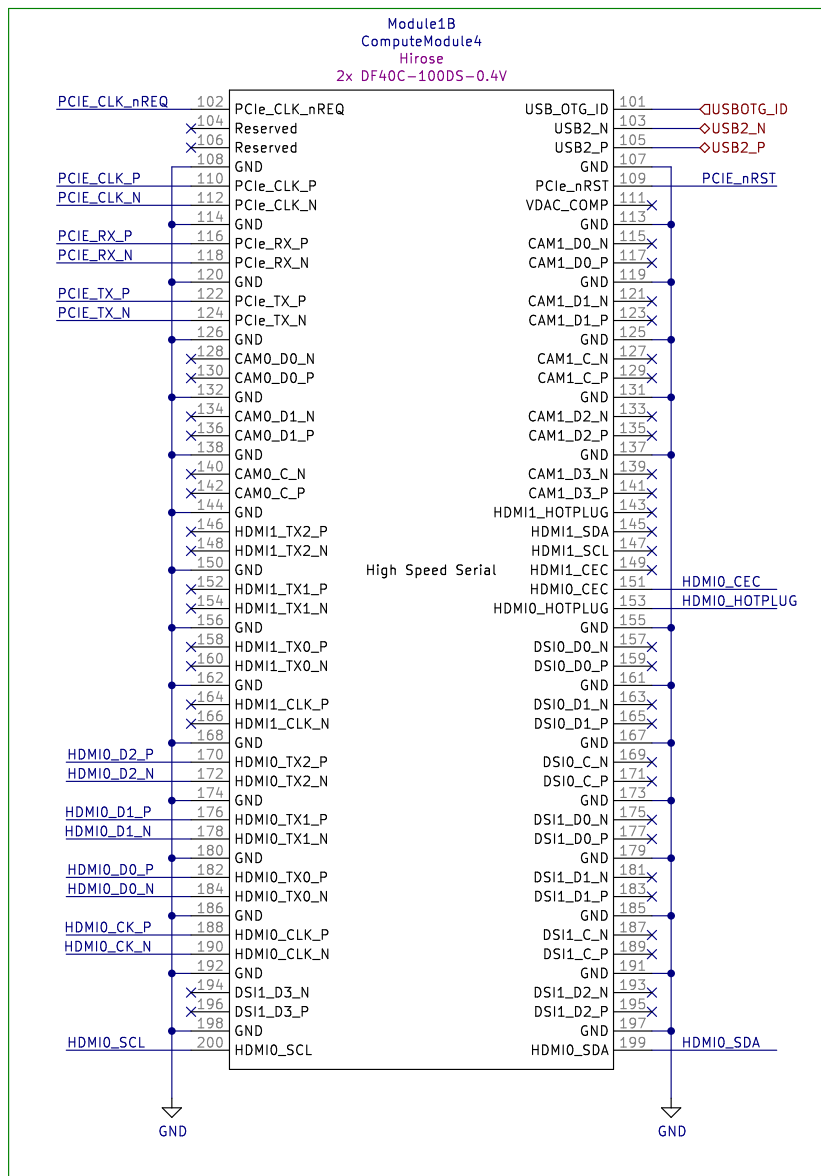 Module1B
ComputeModule4
Hirose
2x DF40C-100DS-0.4V
PCIE_CLK_nREQ 102 PCIe_CLK_nREQ USB_OTG_ID 101 USBOTG_ID
104 Reserved USB2_N 103 USB2_N
106 Reserved USB2_P 105 USB2_P
108 GND GND 107
PCIE_CLK_P 110 PCIe_CLK_P PCIe_nRST 109 PCIE_nRST
PCIE_CLK_N 112 PCIe_CLK_N VDAC_COMP 111
114 GND GND 113
PCIE_RX_P 116 PCIe_RX_P CAM1_D0_N 115
PCIE_RX_N 118 PCIe_RX_N CAM1_D0_P 117
120 GND GND 119
PCIE_TX_P 122 PCIe_TX_P CAM1_D1_N 121
PCIE_TX_N 124 PCIe_TX_N CAM1_D1_P 123
126 GND GND 125
128 CAM0_D0_N CAM1_C_N 127
130 CAM0_D0_P CAM1_C_P 129
132 GND GND 131
134 CAM0_D1_N CAM1_D2_N 133
136 CAM0_D1_P CAM1_D2_P 135
138 GND GND 137
140 CAM0_C_N CAM1_D3_N 139
142 CAM0_C_P CAM1_D3_P 141
144 GND HDMI1_HOTPLUG 143
146 HDMI1_TX2_P HDMI1_SDA 145
148 HDMI1_TX2_N HDMI1_SCL 147
150 GND High Speed Serial HDMI1_CEC 149
152 HDMI1_TX1_P HDMI0_CEC 151 HDMI0_CEC
154 HDMI1_TX1_N HDMI0_HOTPLUG 153 HDMI0_HOTPLUG
156 GND GND 155
158 HDMI1_TX0_P DSI0_D0_N 157
160 HDMI1_TX0_N DSI0_D0_P 159
162 GND GND 161
164 HDMI1_CLK_P DSI0_D1_N 163
166 HDMI1_CLK_N DSI0_D1_P 165
168 GND GND 167
HDMI0_D2_P 170 HDMI0_TX2_P DSI0_C_N 169
HDMI0_D2_N 172 HDMI0_TX2_N DSI0_C_P 171
174 GND GND 173
HDMI0_D1_P 176 HDMI0_TX1_P DSI1_D0_N 175
HDMI0_D1_N 178 HDMI0_TX1_N DSI1_D0_P 177
180 GND GND 179
HDMI0_D0_P 182 HDMI0_TX0_P DSI1_D1_N 181
HDMI0_D0_N 184 HDMI0_TX0_N DSI1_D1_P 183
186 GND GND 185
HDMI0_CK_P 188 HDMI0_CLK_P DSI1_C_N 187
HDMI0_CK_N 190 HDMI0_CLK_N DSI1_C_P 189
192 GND GND 191
194 DSI1_D3_N DSI1_D2_N 193
196 DSI1_D3_P DSI1_D2_P 195
198 GND GND 197
HDMI0_SCL 200 HDMI0_SCL HDMI0_SDA 199 HDMI0_SDA
GND GND